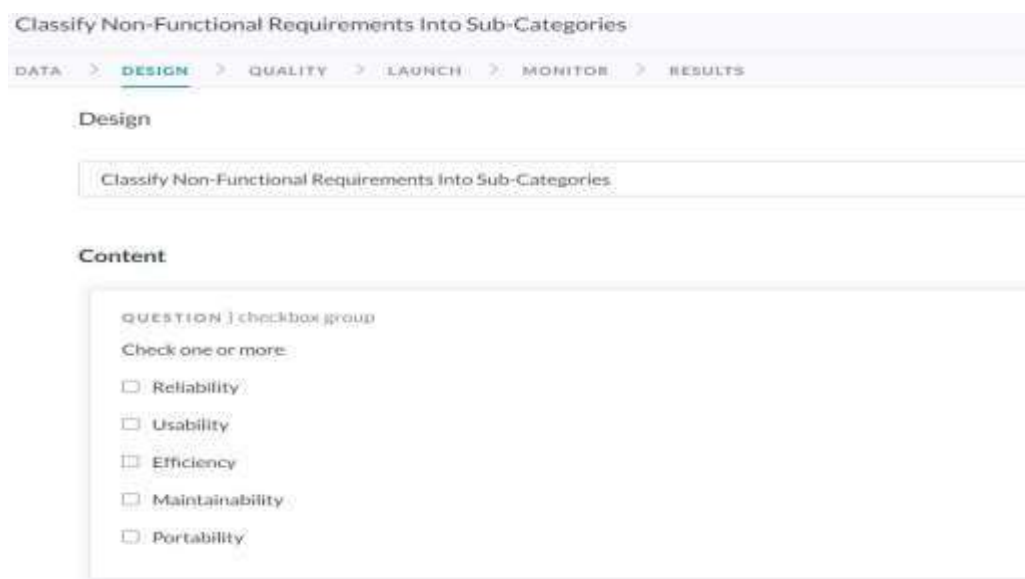 Classify Non-Functional Requirements Into Sub-Categories
DATA > DESIGN > QUALITY > LAUNCH > MONITOR > RESULTS
Design
Classify Non-Functional Requirements Into Sub-Categories
Content
QUESTION | checkbox group
Check one or more
Reliability
Usability
Efficiency
Maintainability
Portability